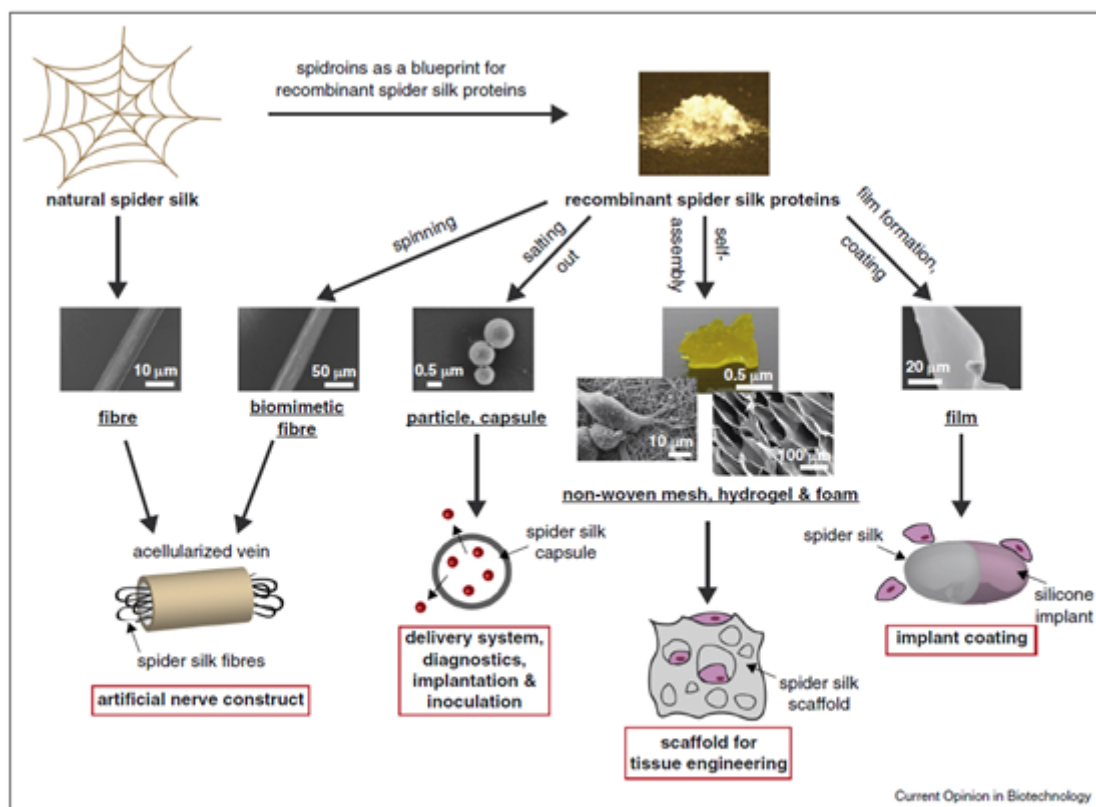 spidroins as a blueprint for
recombinant spider silk proteins
natural spider silk
recombinant spider silk proteins
spinning
salting
out
self-
assembly
film formation,
coating
10 μm
50 μm
0.5 μm
0.5 μm
20 μm
fibre
biomimetic
fibre
particle, capsule
10 μm
100 μm
film
non-woven mesh, hydrogel & foam
acellularized vein
spider silk fibres
artificial nerve construct
spider silk
capsule
delivery system,
diagnostics,
implantation &
inoculation
spider silk
scaffold
scaffold for
tissue engineering
spider silk
silicone
implant
implant coating
Current Opinion in Biotechnology